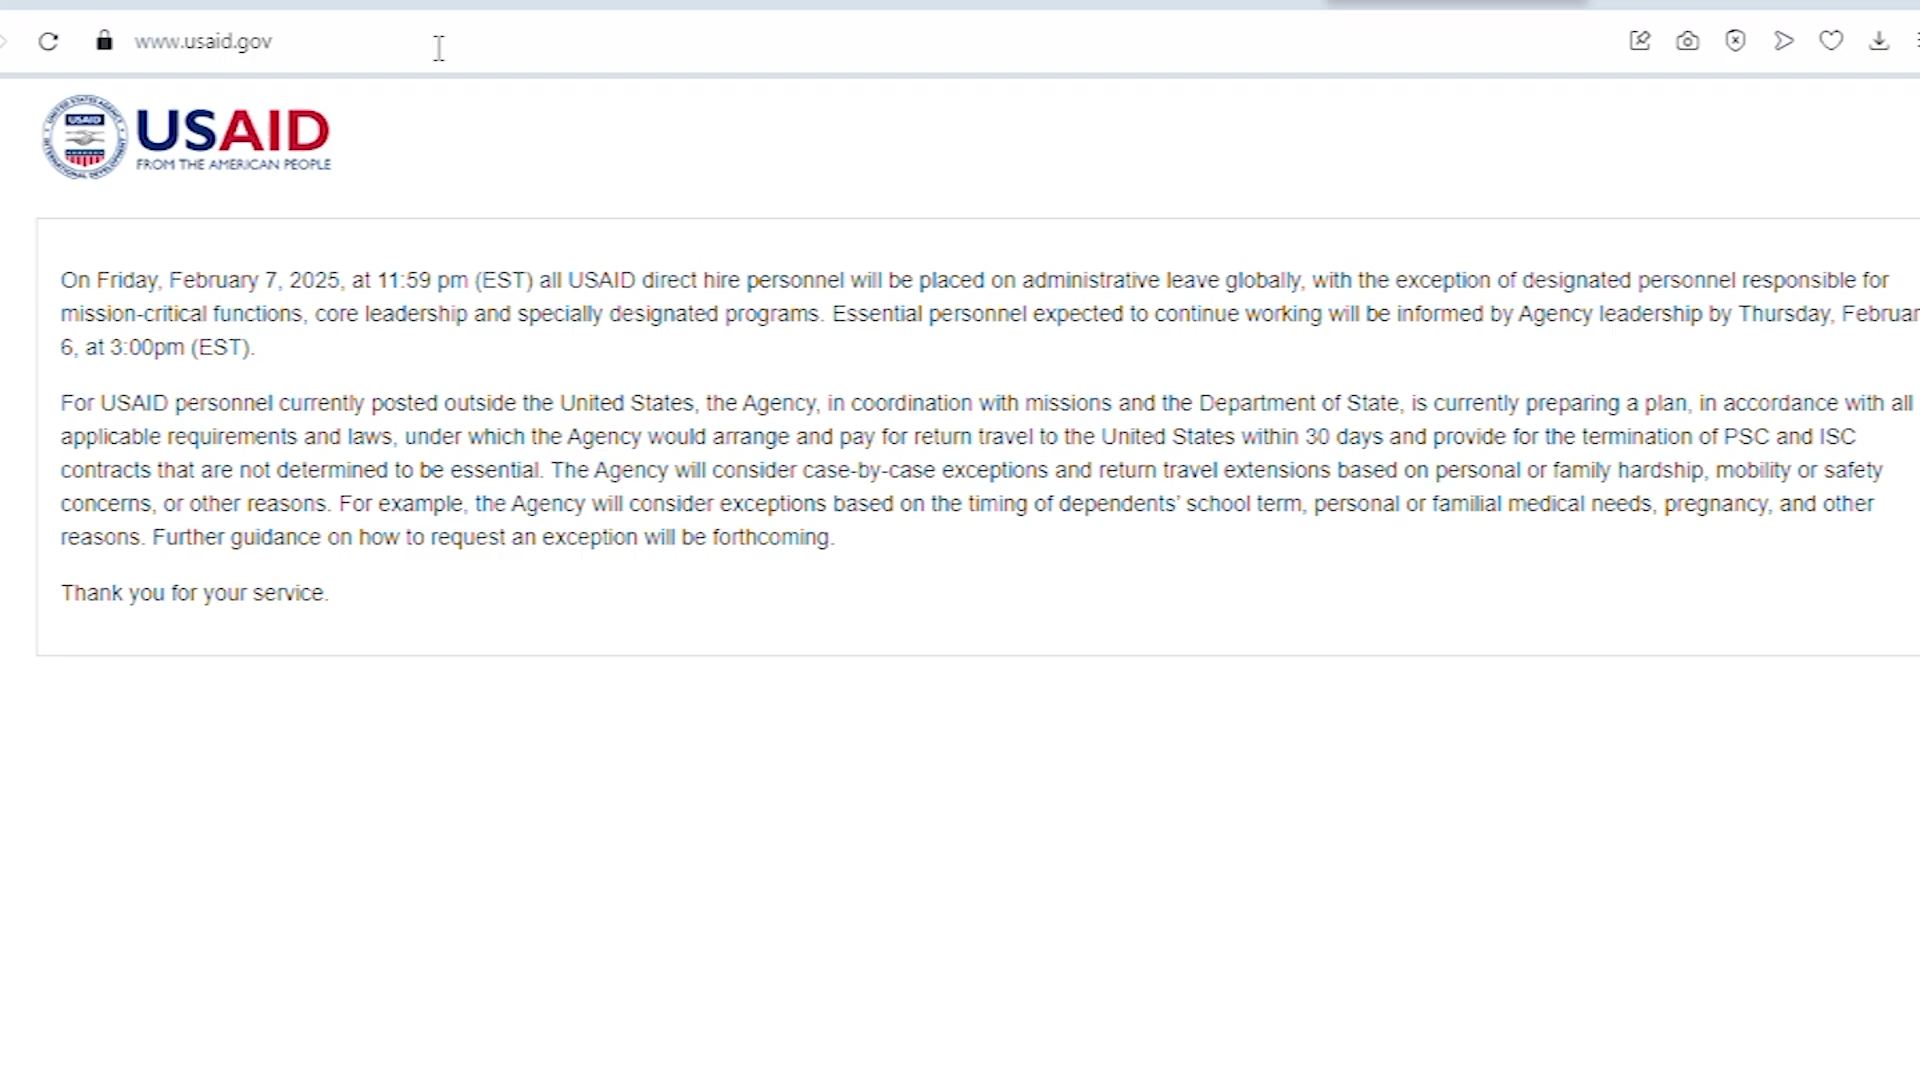 www.usaid.gov
USAID
USAID
FROM THE AMERICAN PEOPLE
On Friday, February 7, 2025, at 11:59 pm (EST) all USAID direct hire personnel will be placed on administrative leave globally, with the exception of designated personnel responsible for
mission-critical functions, core leadership and specially designated programs. Essential personnel expected to continue working will be informed by Agency leadership by Thursday, Februar
6, at 3:00pm (EST).
For USAID personnel currently posted outside the United States, the Agency, in coordination with missions and the Department of State, is currently preparing a plan, in accordance with all
applicable requirements and laws, under which the Agency would arrange and pay for return travel to the United States within 30 days and provide for the termination of PSC and ISC
contracts that are not determined to be essential. The Agency will consider case-by-case exceptions and return travel extensions based on personal or family hardship, mobility or safety
concerns, or other reasons. For example, the Agency will consider exceptions based on the timing of dependents’ school term, personal or familial medical needs, pregnancy, and other
reasons. Further guidance on how to request an exception will be forthcoming.
Thank you for your service.